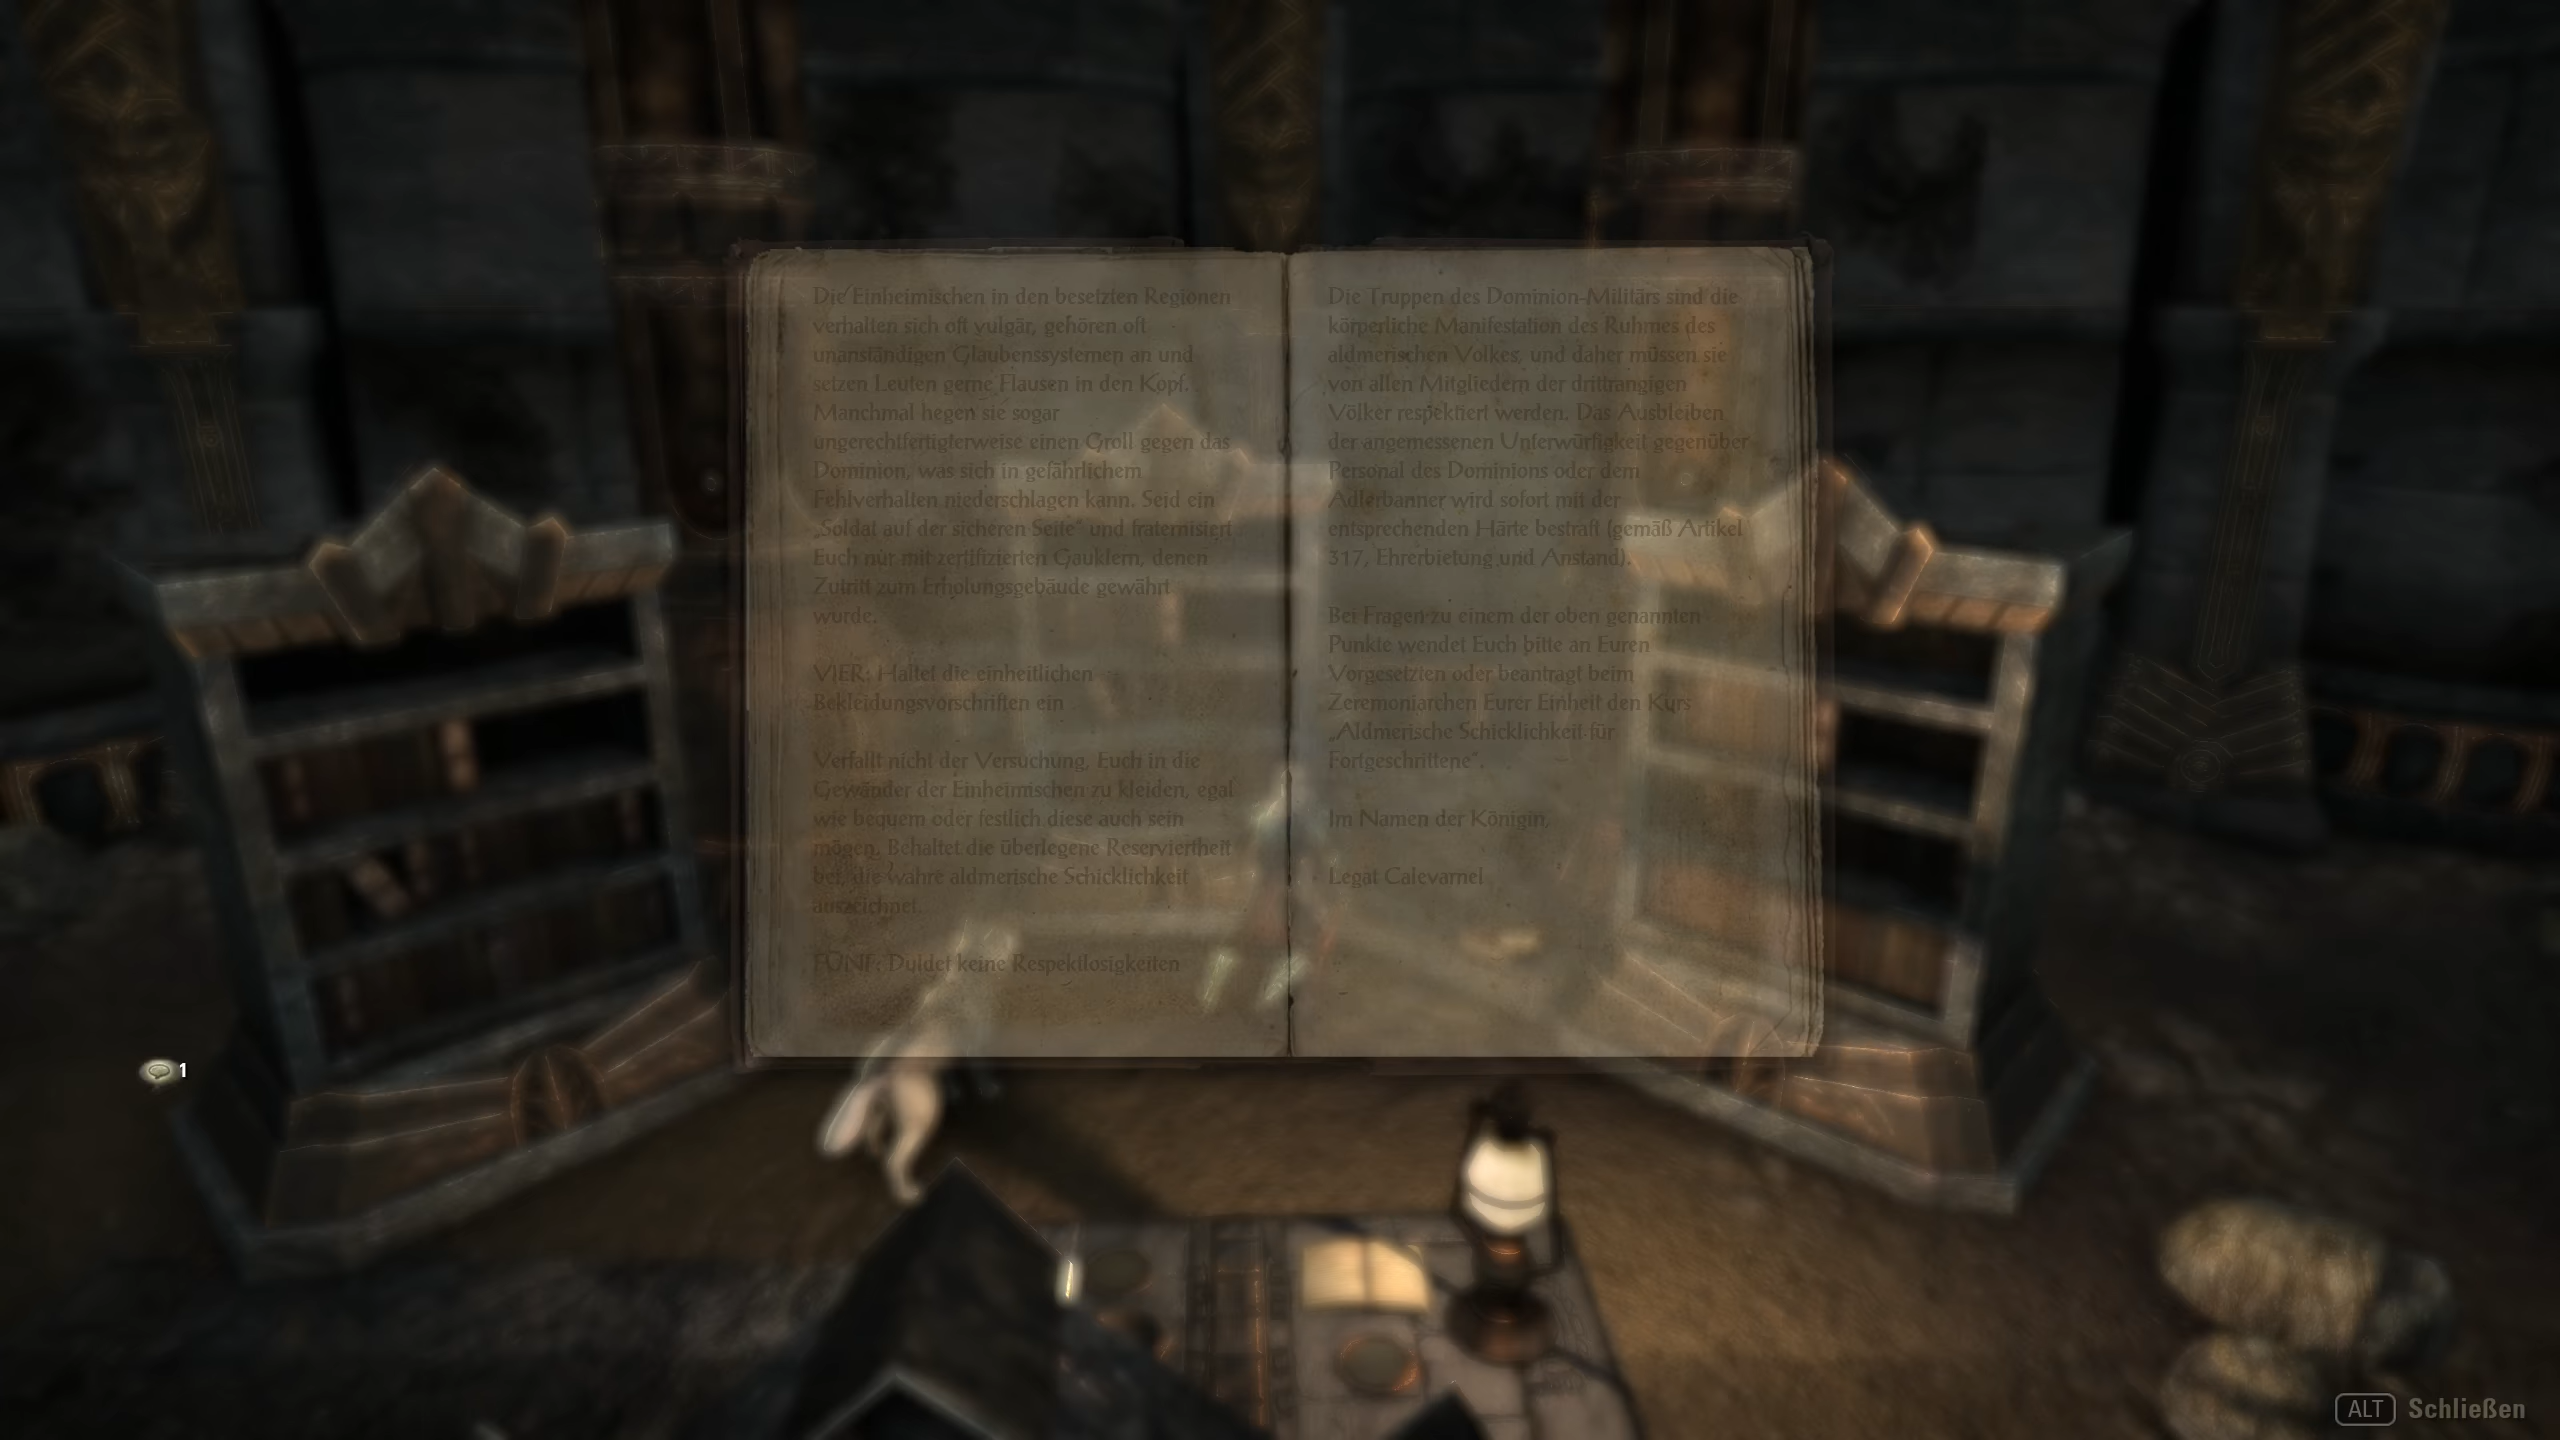 Die Einheimischen in den besetzten Regionen
verhalten sich oft vulgär, gehören oft
unanständigen Glaubenssystemen an und
setzen Leuten gerne Flausen in den Kopf.
Manchmal hegen sie sogar
ungerechtfertigterweise einen Groll gegen das
Dominion, was sich in gefährlichem
Fehlverhalten niederschlagen kann. Seid ein
„Soldat auf der sicheren Seite“ und fraternisiert
Euch nur mit zertifizierten Gauklern, denen
Zutritt zum Erholungsgebäude gewährt
wurde.
VIER: Haltet die einheitlichen
Bekleidungsvorschriften ein
Verfallt nicht der Versuchung, Euch in die
Gewänder der Einheimischen zu kleiden, egal
wie bequem oder festlich diese auch sein
mögen. Behaltet die überlegene Reserviertheit
bei, die wahre aldmerische Schicklichkeit
auszeichnet.
FÜNF: Duldet keine Respektlosigkeiten
Die Truppen des Dominion-Militärs sind die
körperliche Manifestation des Ruhmes des
aldmerischen Volkes, und daher müssen sie
von allen Mitgliedern der drittrangigen
Völker respektiert werden. Das Ausbleiben
der angemessenen Unterwürfigkeit gegenüber
Personal des Dominions oder dem
Adlerbanner wird sofort mit der
entsprechenden Härte bestraft (gemäß Artikel
317, Ehrerbietung und Anstand).
Bei Fragen zu einem der oben genannten
Punkte wendet Euch bitte an Euren
Vorgesetzten oder beantragt beim
Zeremoniarchen Eurer Einheit den Kurs
„Aldmerische Schicklichkeit für
Fortgeschrittene“.
Im Namen der Königin,
Legat Calevarnel
1
ALT Schließen